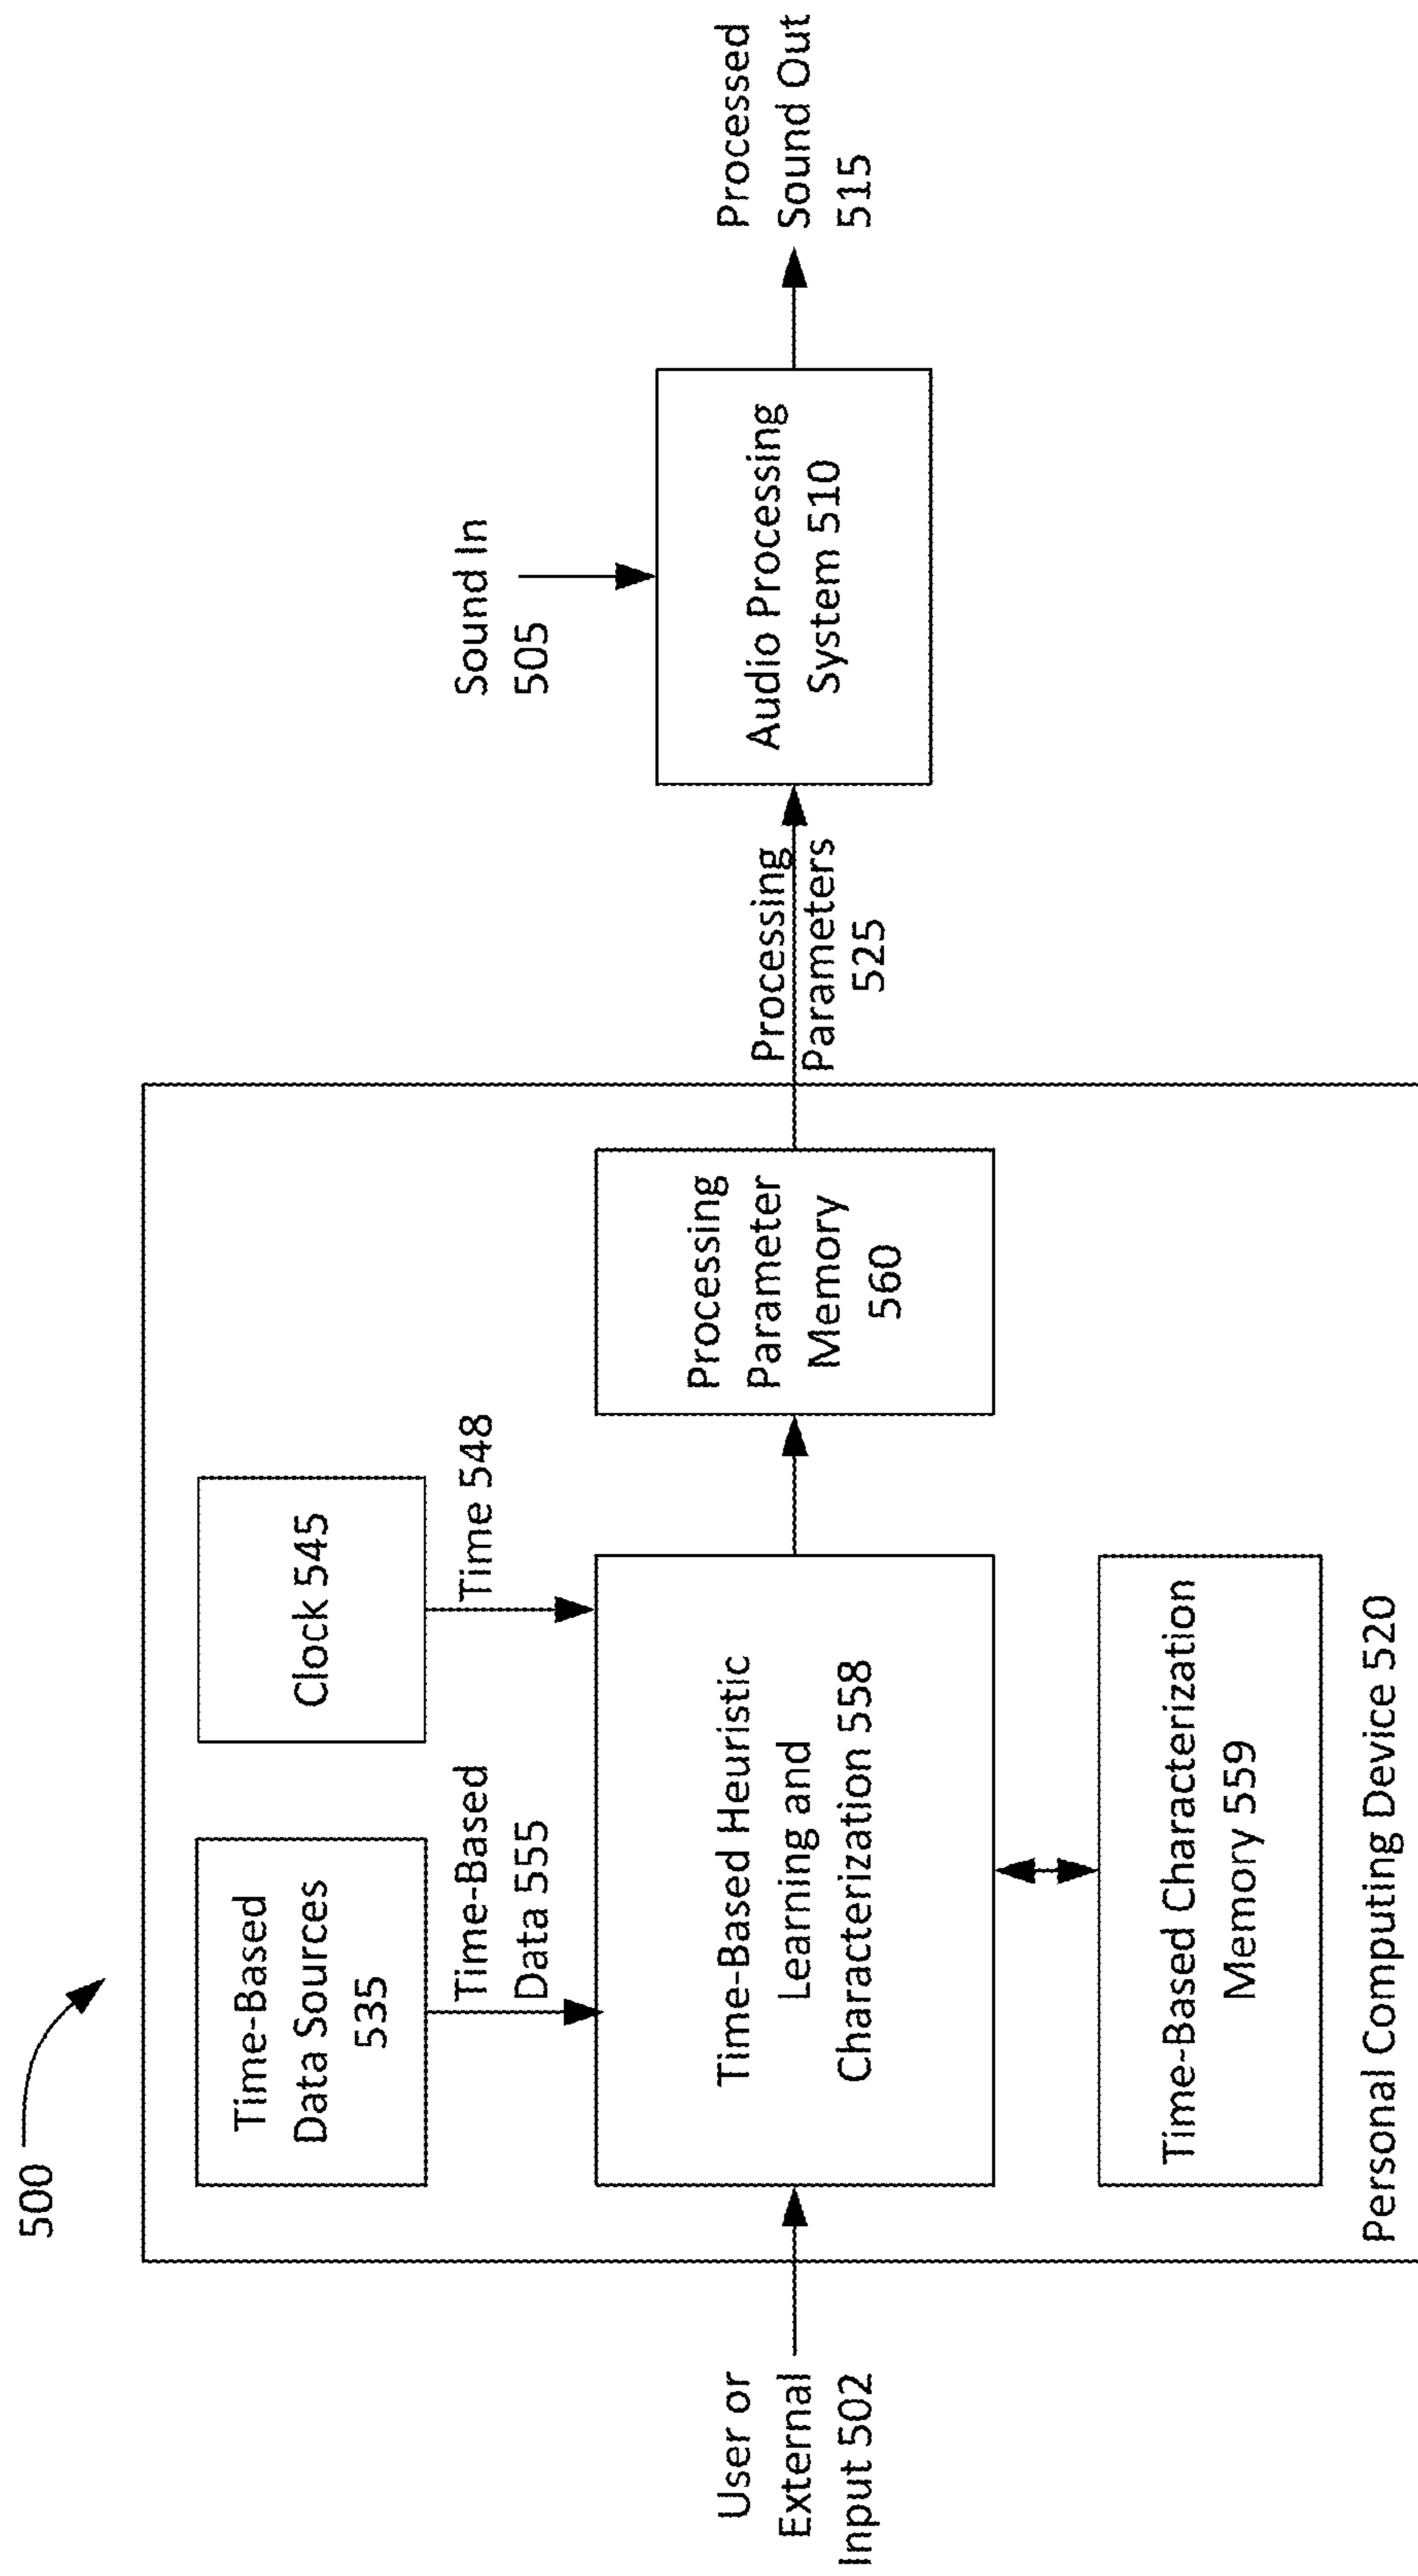 500
Time-Based
Data Sources
535
Clock 545
Time-Based
Data 555
Time 548
Sound In
505
User or
External
Input 502
Time-Based Heuristic
Learning and
Characterization 558
Processing
Parameter
Memory
560
Processing
Parameters
525
Audio Processing
System 510
Processed
Sound Out
515
Time-Based Characterization
Memory 559
Personal Computing Device 520